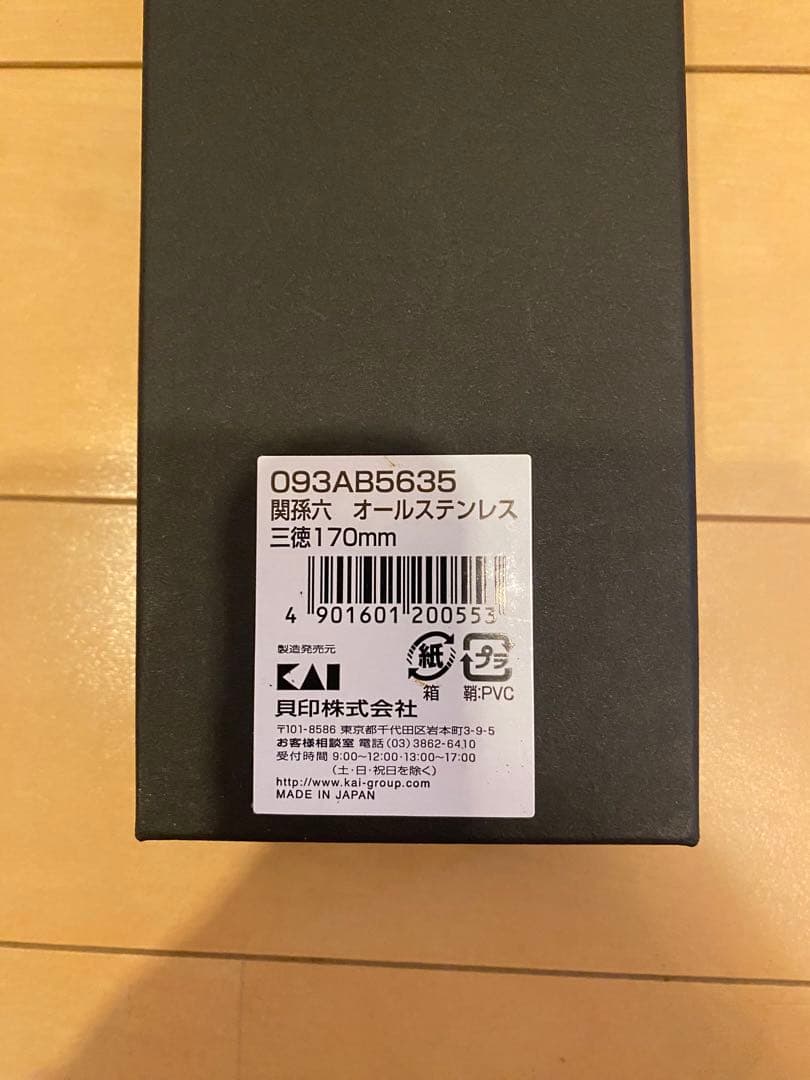 093AB5635
関孫六　オールステンレス
三徳170mm
4 901601 200553
製造発売元
KAI
紙 プラ
箱 鞘:PVC
貝印株式会社
〒101-8586 東京都千代田区岩本町3-9-5
お客様相談室 電話(03)3862-6410
受付時間 9:00~12:00・13:00~17:00
(土・日・祝日を除く)
http://www.kai-group.com
MADE IN JAPAN